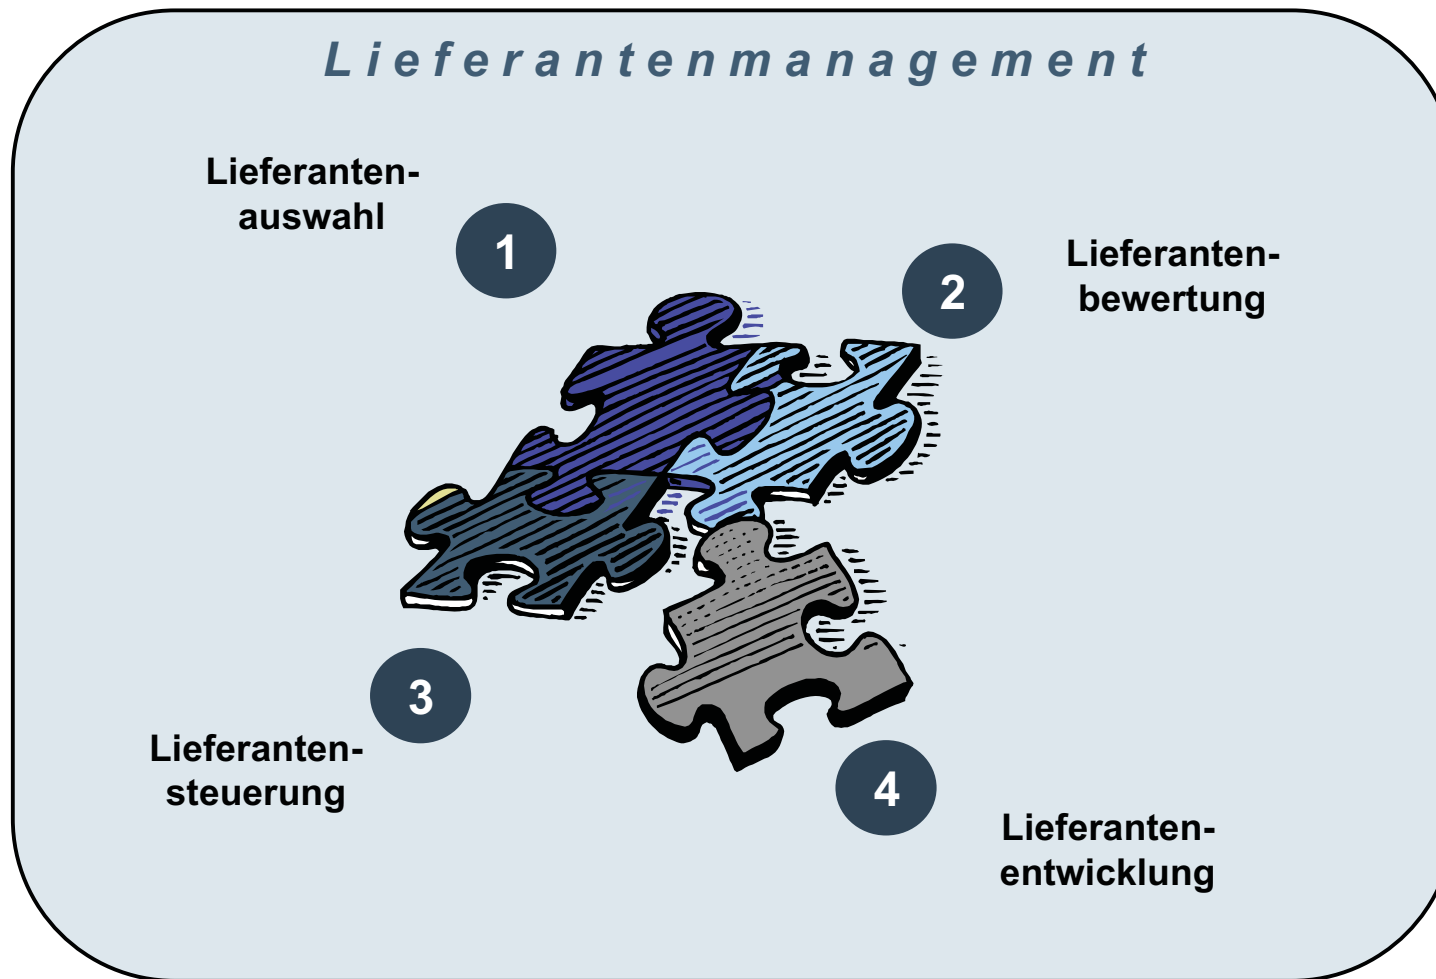 Lieferantenmanagement
Lieferanten-
auswahl
1
2
Lieferanten-
bewertung
3
Lieferanten-
steuerung
4
Lieferanten-
entwicklung